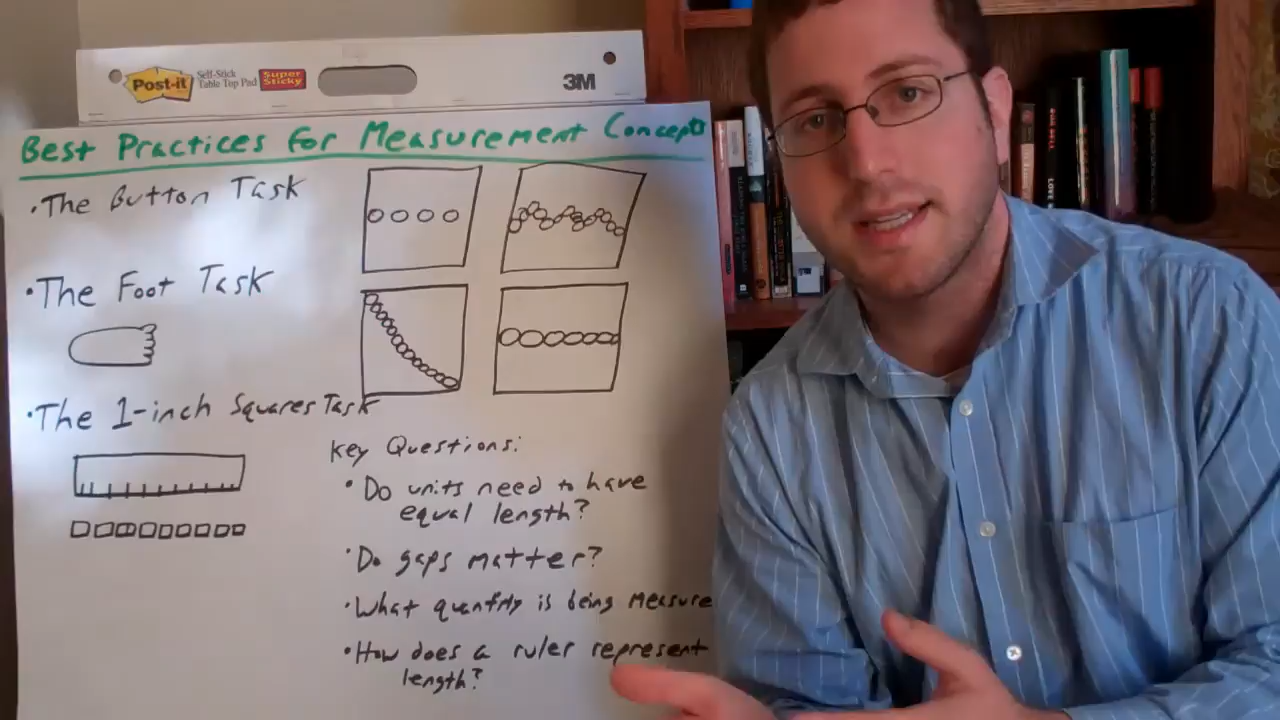 Post-it
Self-Stick
Table Top Pad
Super
Sticky
3M
Best Practices for Measurement Concepts
• The Button Task
• The Foot Task
• The 1-inch Squares Task
Key Questions:
• Do units need to have
equal length?
• Do gaps matter?
• What quantity is being measure
• How does a ruler represent
length?